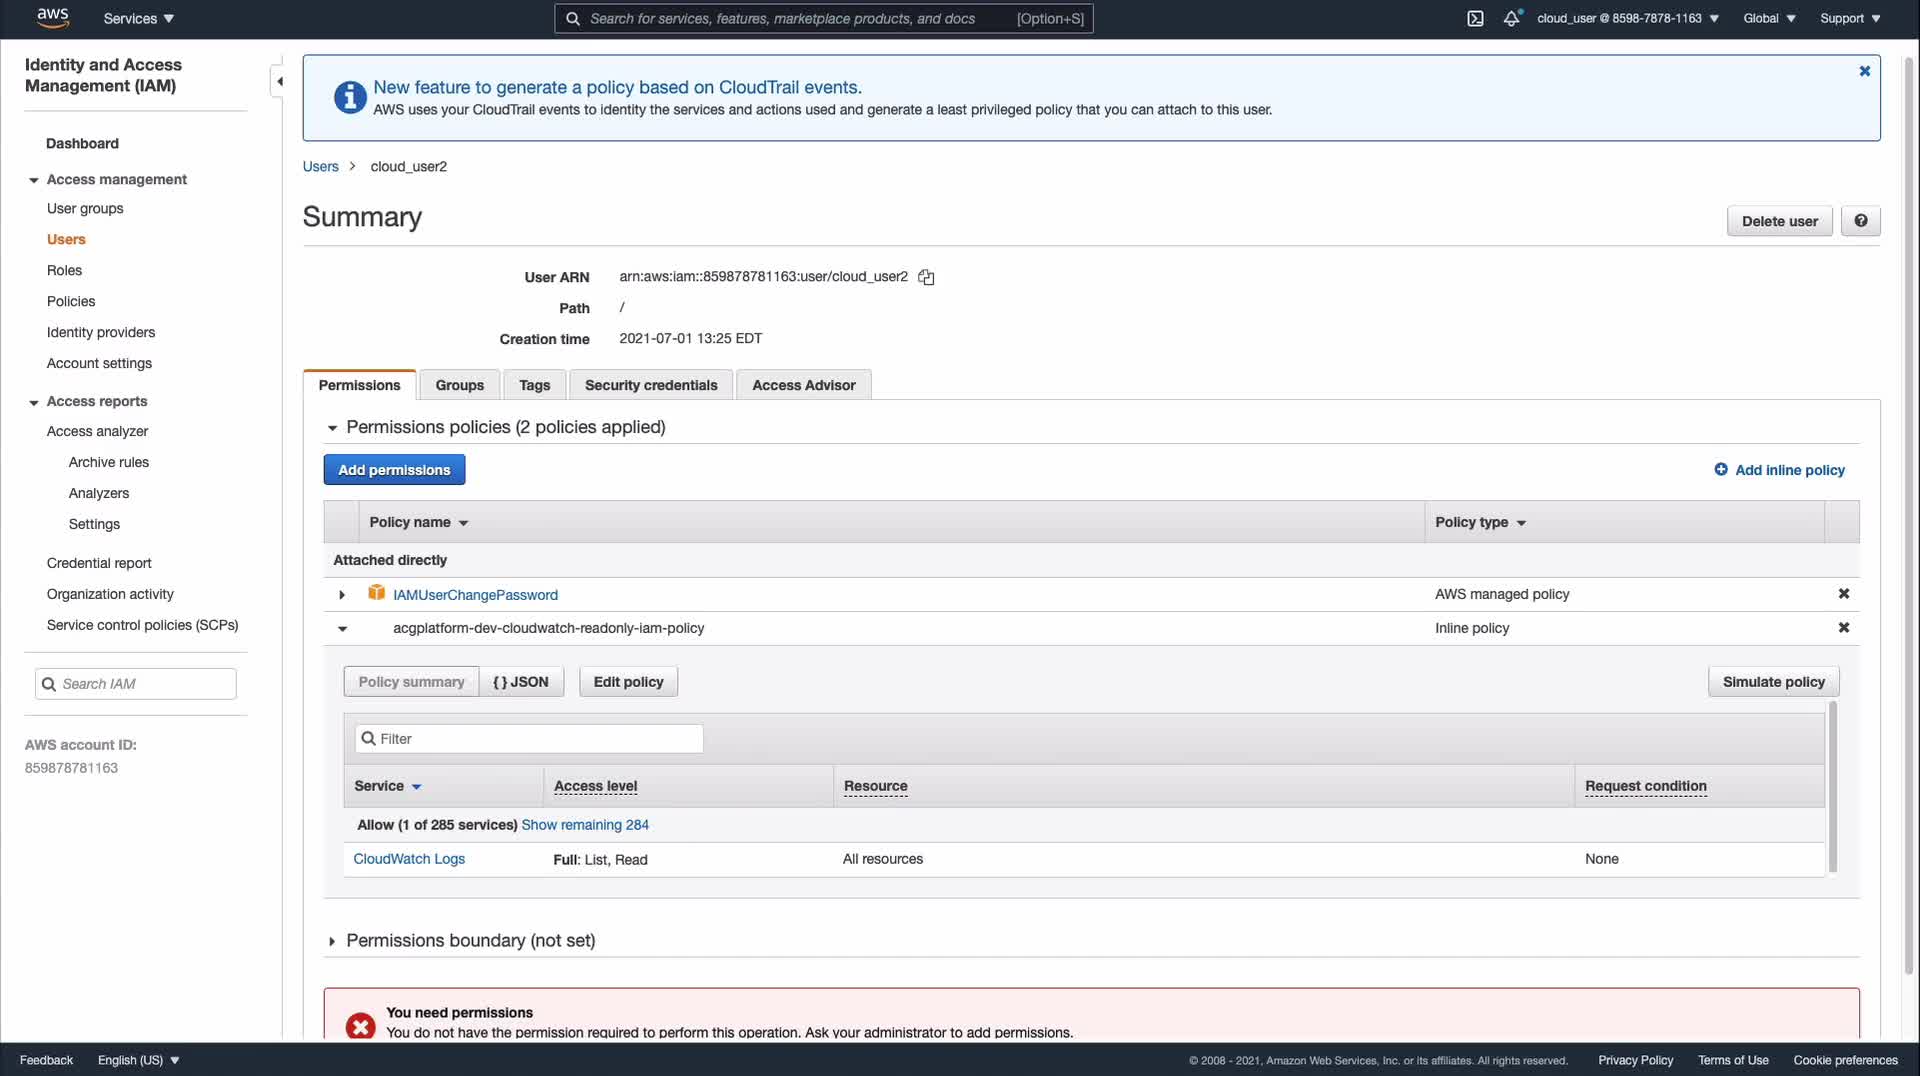 aws
Services
Search for services, features, marketplace products, and docs
[Option+S]
cloud_user @ 8598-7878-1163
Global
Support
Identity and Access
Management (IAM)
Dashboard
Access management
User groups
Users
Roles
Policies
Identity providers
Account settings
Access reports
Access analyzer
Archive rules
Analyzers
Settings
Credential report
Organization activity
Service control policies (SCPs)
Search IAM
AWS account ID:
859878781163
New feature to generate a policy based on CloudTrail events.
AWS uses your CloudTrail events to identify the services and actions used and generate a least privileged policy that you can attach to this user.
Users
cloud_user2
Summary
Delete user
User ARN
arn:aws:iam::859878781163:user/cloud_user2
Path
/
Creation time
2021-07-01 13:25 EDT
Permissions
Groups
Tags
Security credentials
Access Advisor
Permissions policies (2 policies applied)
Add permissions
Add inline policy
Policy name
Policy type
Attached directly
IAMUserChangePassword
AWS managed policy
acgplatform-dev-cloudwatch-readonly-iam-policy
Inline policy
Policy summary
{ } JSON
Edit policy
Simulate policy
Filter
Service
Access level
Resource
Request condition
Allow (1 of 285 services) Show remaining 284
CloudWatch Logs
Full: List, Read
All resources
None
Permissions boundary (not set)
You need permissions
You do not have the permission required to perform this operation. Ask your administrator to add permissions.
Feedback
English (US)
© 2008 - 2021, Amazon Web Services, Inc. or its affiliates. All rights reserved.
Privacy Policy
Terms of Use
Cookie preferences